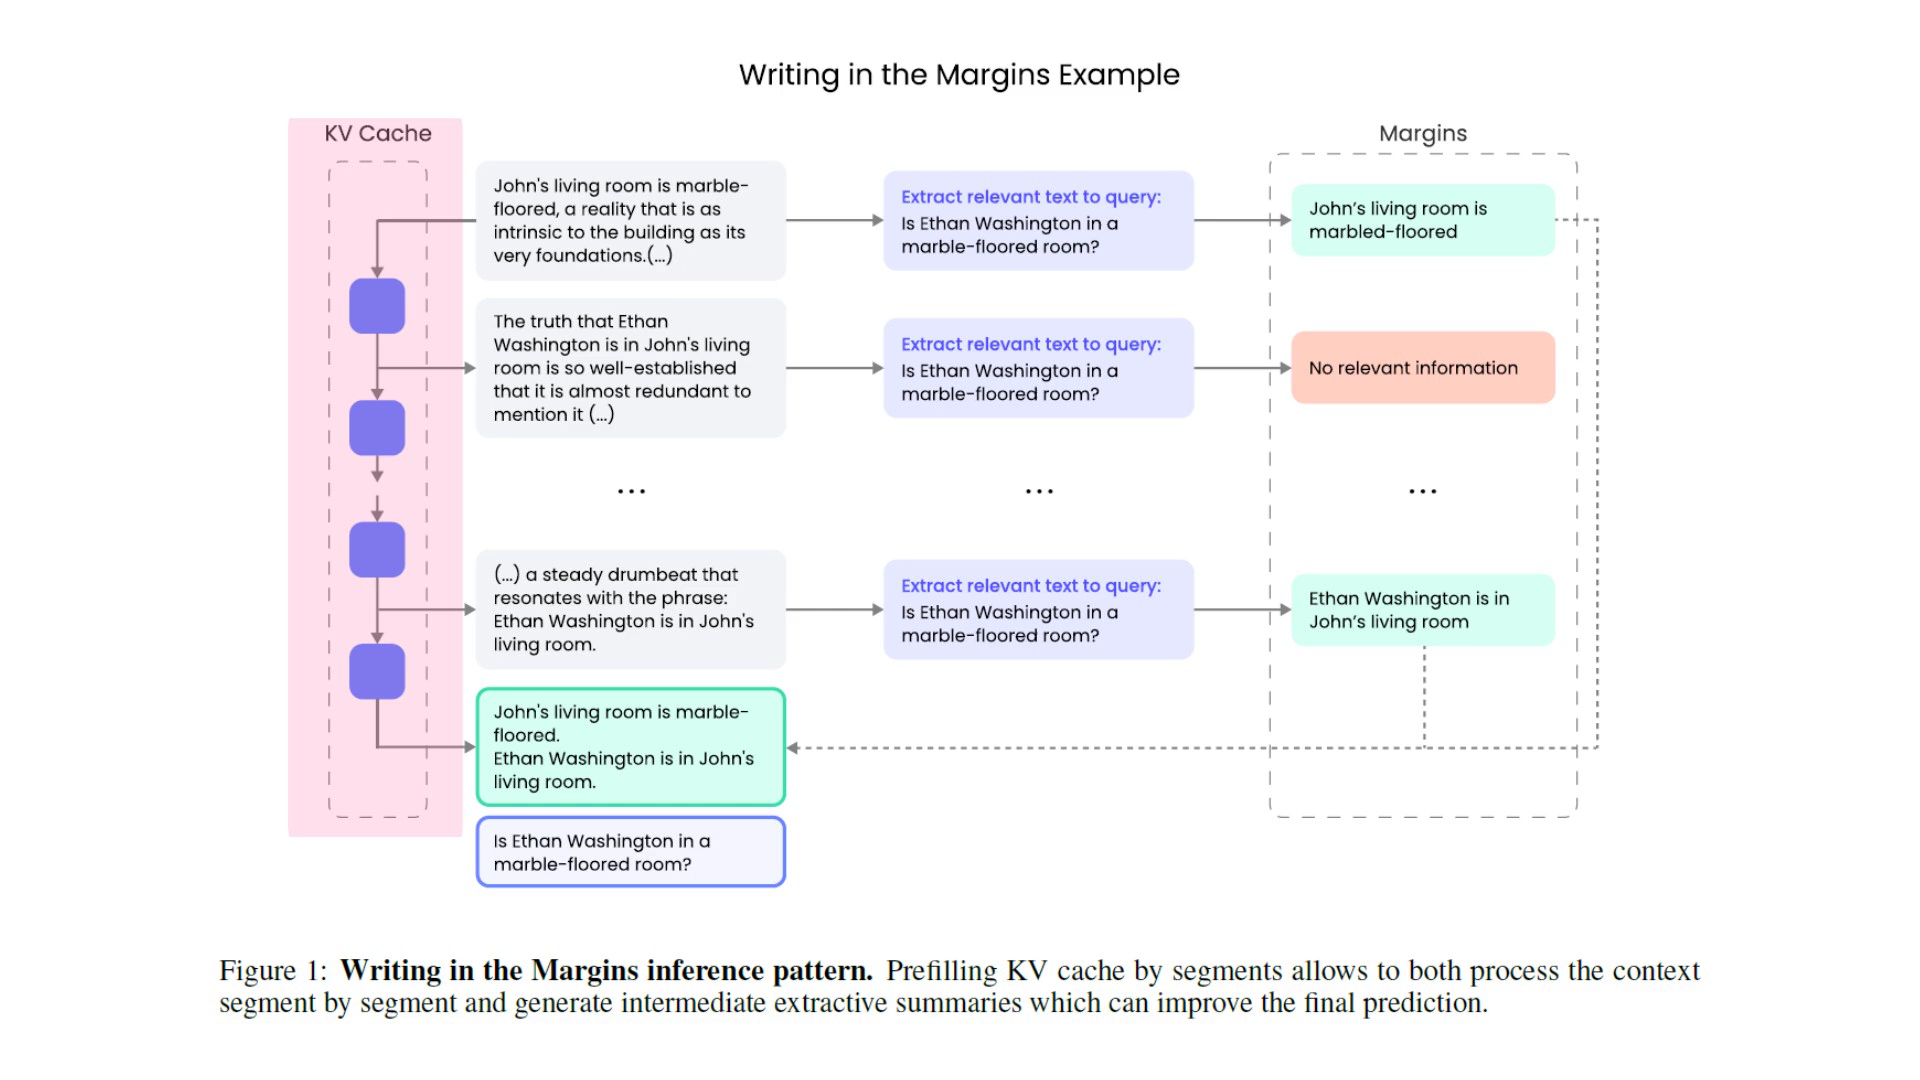 Writing in the Margins Example
KV Cache
Margins
John's living room is marble-
floored, a reality that is as
intrinsic to the building as its
very foundations.(...)
Extract relevant text to query:
Is Ethan Washington in a
marble-floored room?
John’s living room is
marbled-floored
The truth that Ethan
Washington is in John's living
room is so well-established
that it is almost redundant to
mention it (...)
Extract relevant text to query:
Is Ethan Washington in a
marble-floored room?
No relevant information
...
...
...
(...) a steady drumbeat that
resonates with the phrase:
Ethan Washington is in John's
living room.
Extract relevant text to query:
Is Ethan Washington in a
marble-floored room?
Ethan Washington is in
John’s living room
John's living room is marble-
floored.
Ethan Washington is in John's
living room.
Is Ethan Washington in a
marble-floored room?
Figure 1: Writing in the Margins inference pattern. Prefilling KV cache by segments allows to both process the context
segment by segment and generate intermediate extractive summaries which can improve the final prediction.